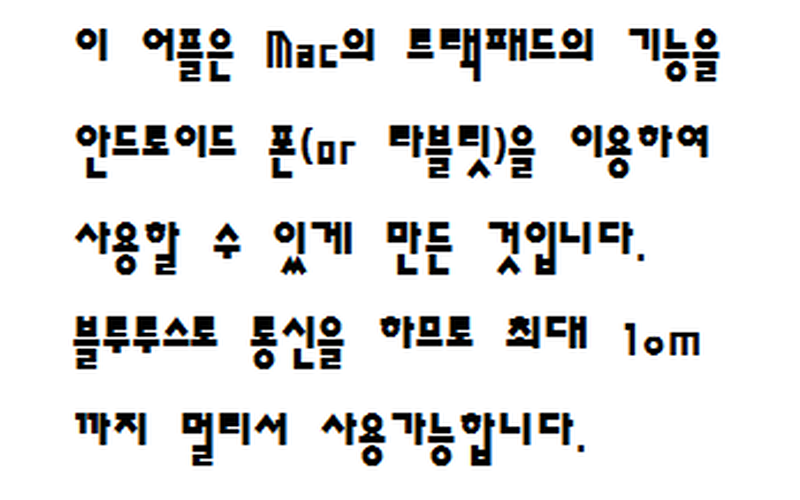 이 어플은 Mac의 트랙패드의 기능을
안드로이드 폰(or 타블릿)을 이용하여
사용할 수 있게 만든 것입니다.
블루투스로 통신을 하므로 최대 10m
까지 멀리서 사용가능합니다.